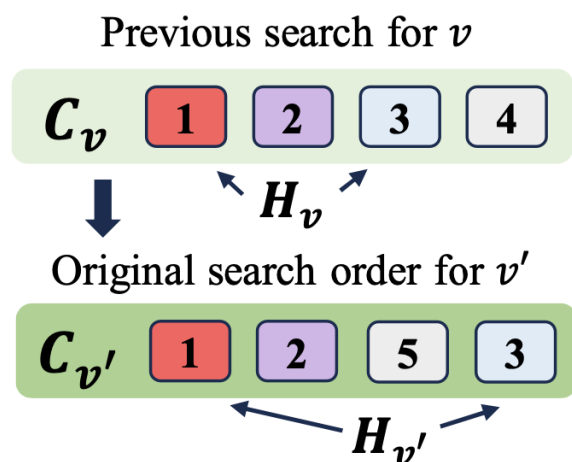 Previous search for v
C_v 1 2 3 4
H_v
Original search order for v′
C_v′ 1 2 5 3
H_v′